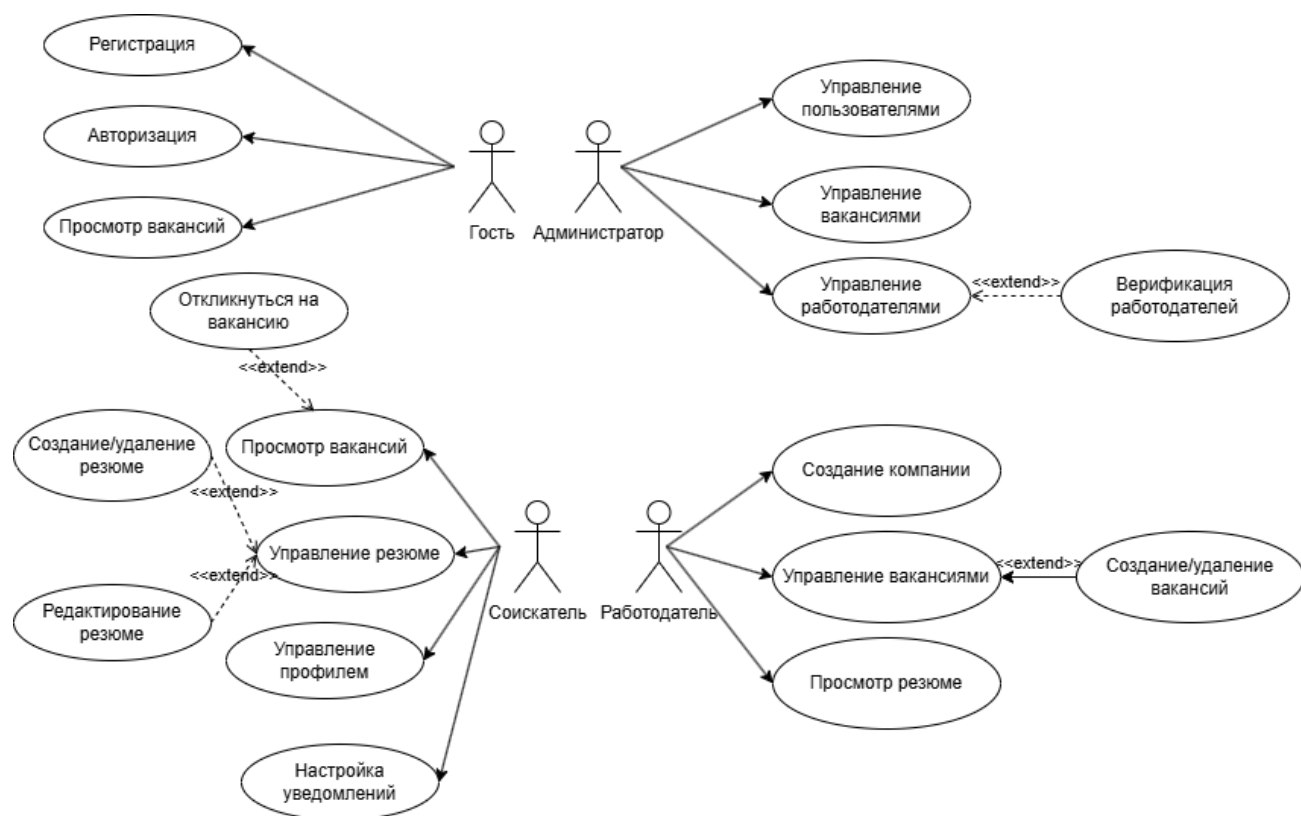 Регистрация
Авторизация
Просмотр вакансий
Гость
Администратор
Управление
пользователями
Управление
вакансиями
Управление
работодателями
<<extend>>
Верификация
работодателей
Откликнуться на
вакансию
<<extend>>
Просмотр вакансий
Создание/удаление
резюме
<<extend>>
Управление резюме
<<extend>>
Редактирование
резюме
Управление
профилем
Настройка
уведомлений
Соискатель
Работодатель
Создание компании
Управление вакансиями
<<extend>>
Создание/удаление
вакансий
Просмотр резюме